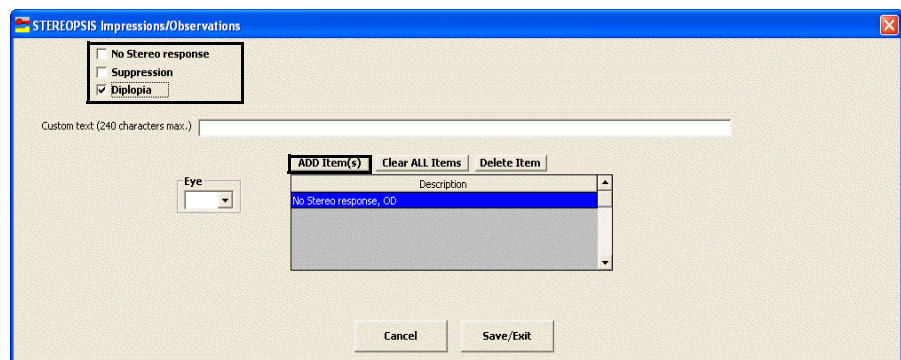 STEREOPSIS Impressions/Observations
No Stereo response
Suppression
Diplopia
Custom text (240 characters max.)
ADD Item(s) Clear ALL Items Delete Item
Eye
Description
No Stereo response, OD
Cancel Save/Exit